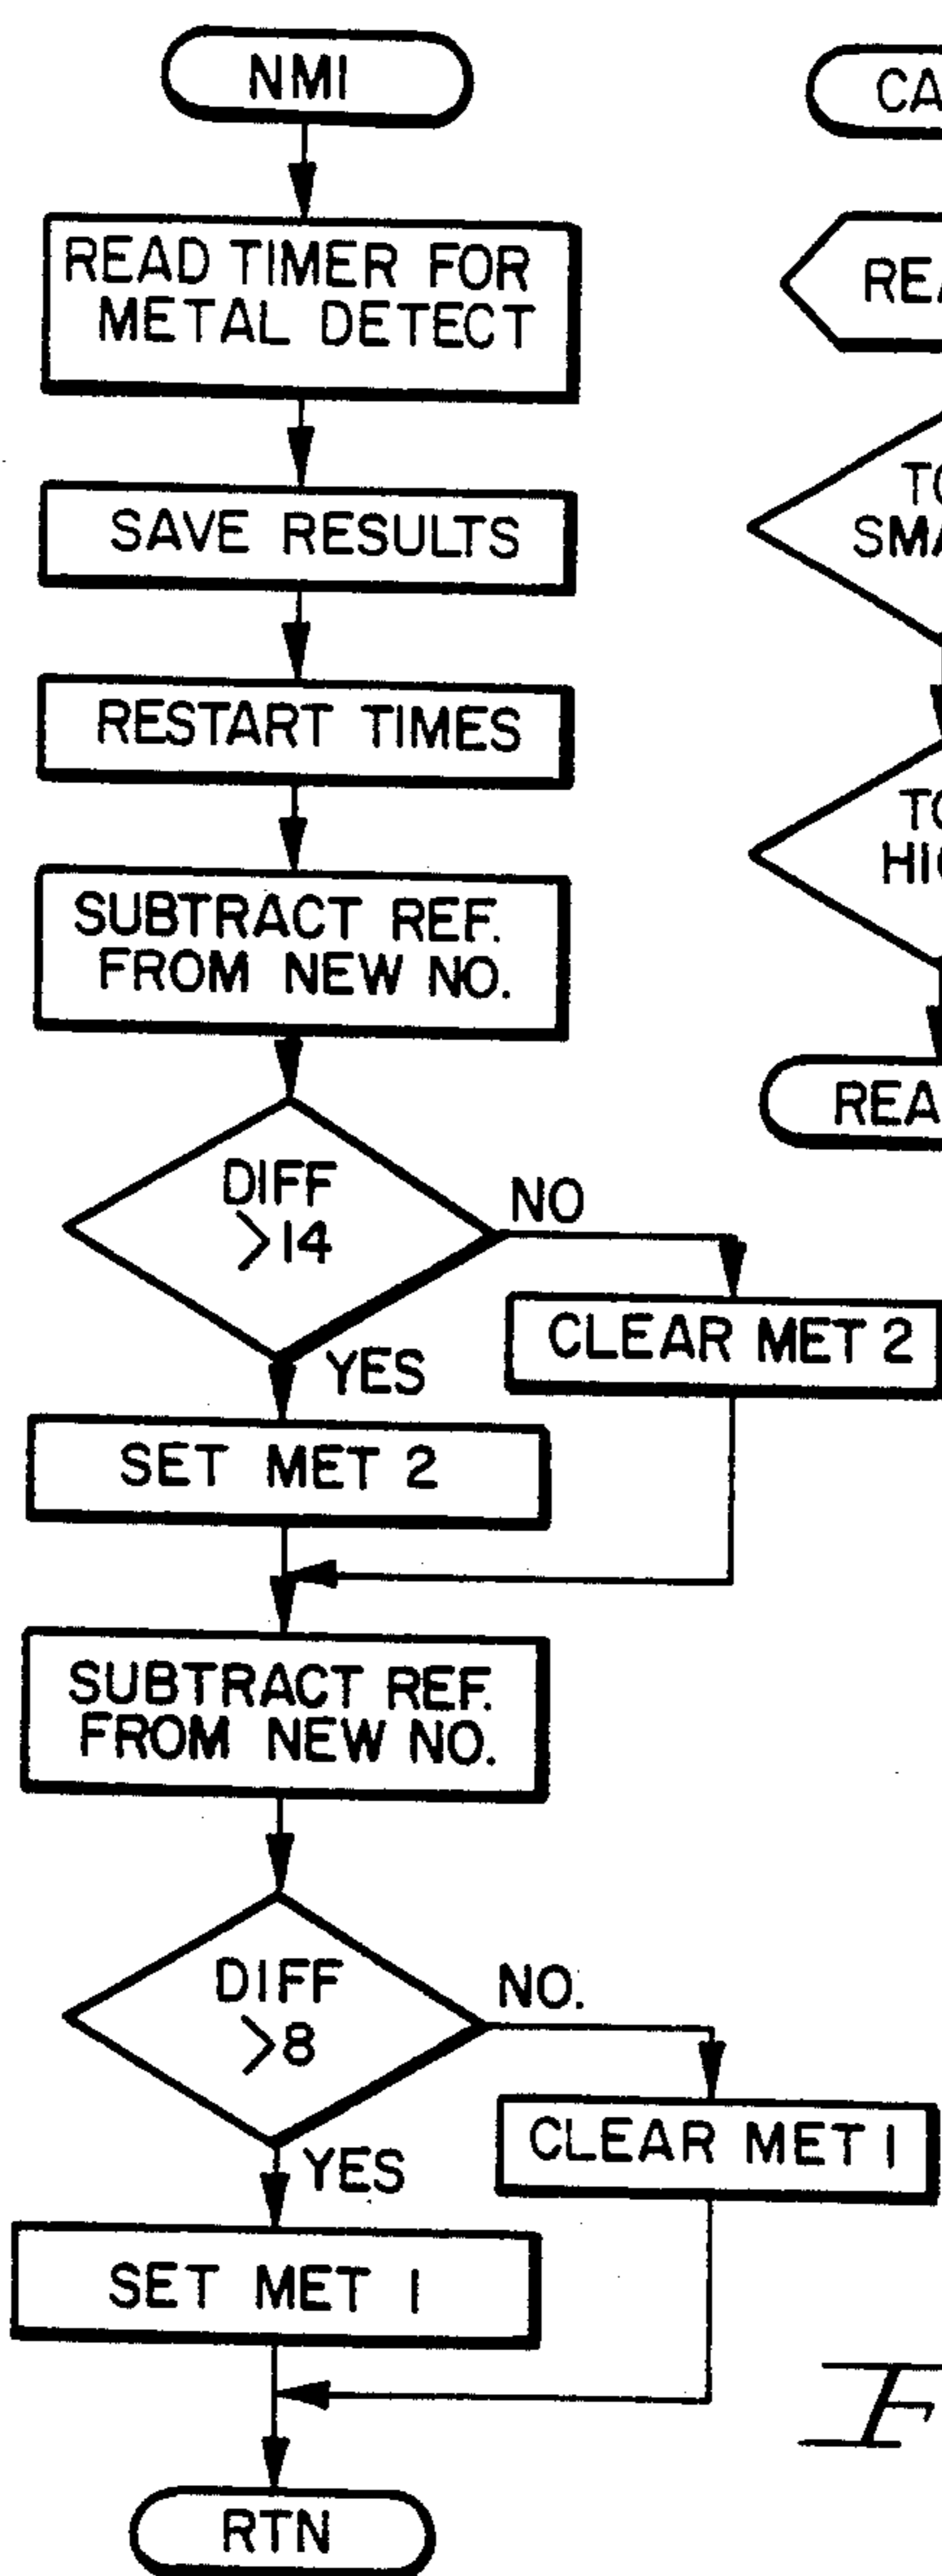 NMI
READ TIMER FOR
METAL DETECT
SAVE RESULTS
RESTART TIMES
SUBTRACT REF.
FROM NEW NO.
DIFF
>14
NO
CLEAR MET 2
YES
SET MET 2
SUBTRACT REF.
FROM NEW NO.
DIFF
>8
NO.
CLEAR MET 1
YES
SET MET 1
RTN